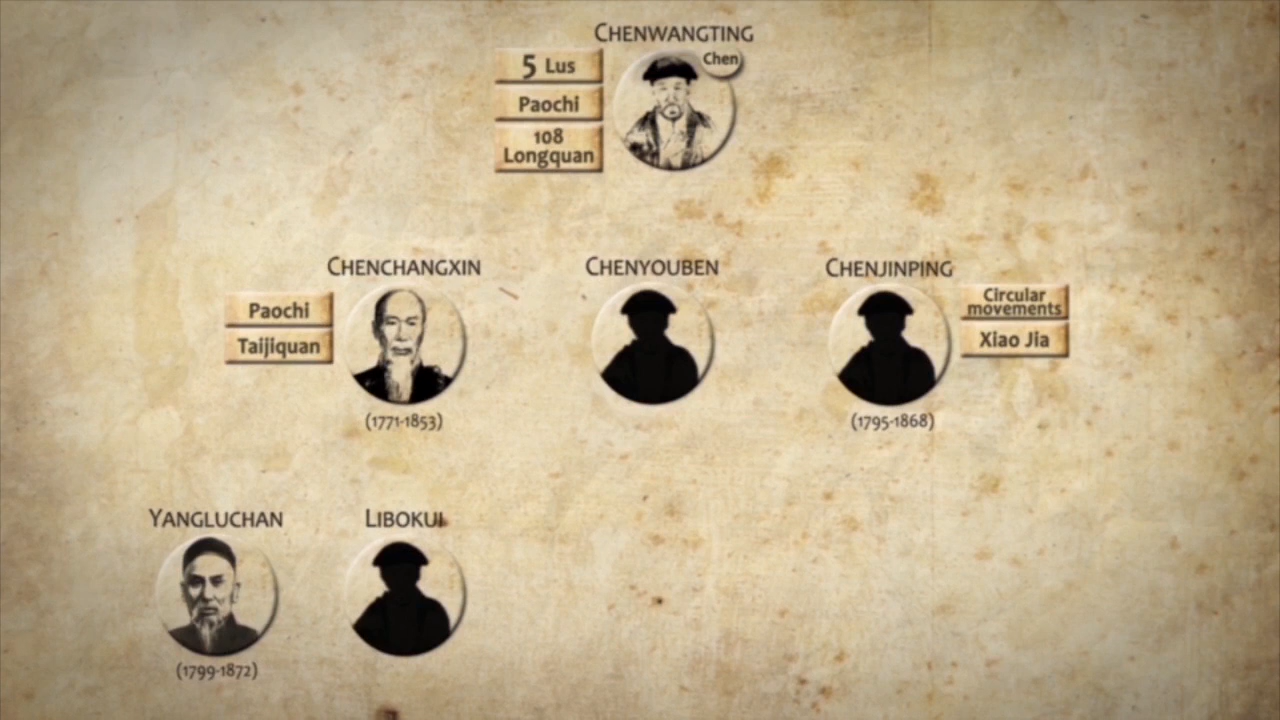 CHENWANGTING
Chen
5 Lus
Paochi
108
Longquan
CHENCHANGXIN
CHENYOUBEN
CHENJINPING
Paochi
Taijiquan
Circular
movements
Xiao Jia
(1771-1853)
(1795-1868)
YANGLUCHAN
LIBOKUI
(1799-1872)